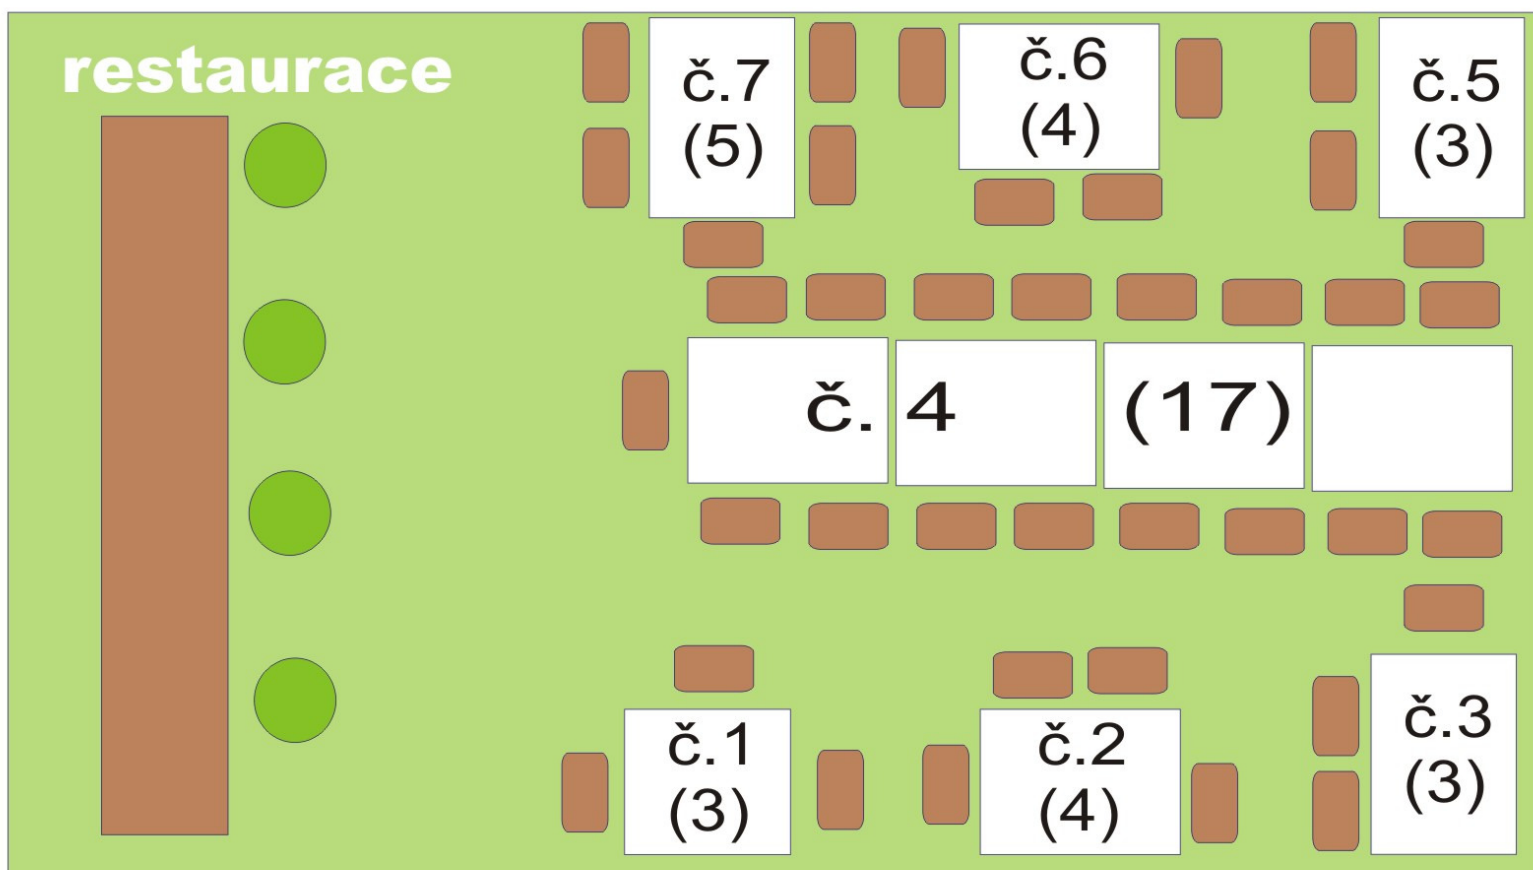 restaurace
č.7
(5)
č.6
(4)
č.5
(3)
č. 4 (17)
č.1
(3)
č.2
(4)
č.3
(3)